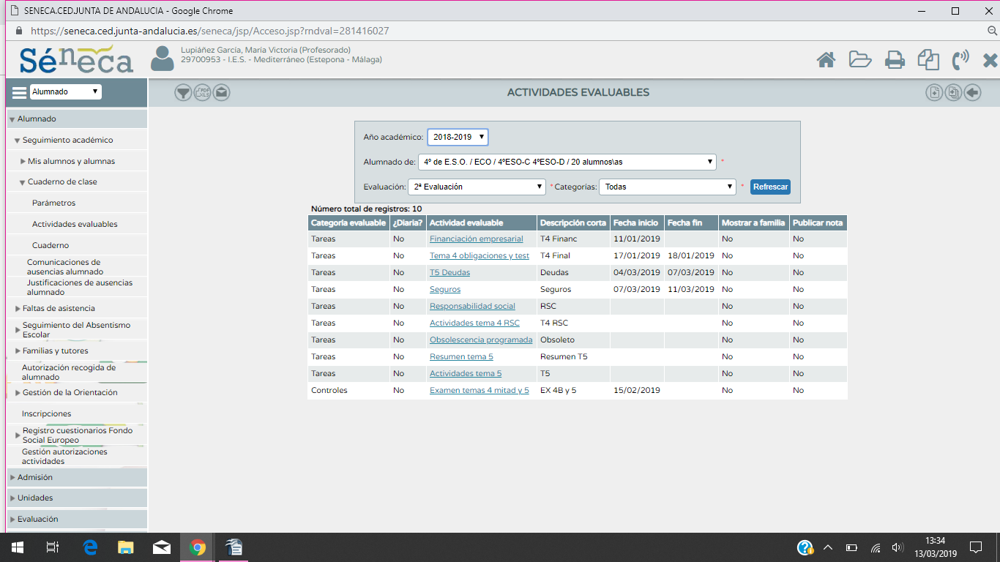 SENECA.CED.JUNTA DE ANDALUCIA - Google Chrome
https://seneca.ced.junta-andalucia.es/seneca/jsp/Acceso.jsp?rndval=281416027
Séneca
Lupiáñez García, María Victoria (Profesorado)
29700953 - I.E.S. - Mediterráneo (Estepona - Málaga)
Alumnado
PDF XLS
ACTIVIDADES EVALUABLES
Alumnado
Seguimiento académico
Mis alumnos y alumnas
Cuaderno de clase
Parámetros
Actividades evaluables
Cuaderno
Comunicaciones de
ausencias alumnado
Justificaciones de ausencias
alumnado
Faltas de asistencia
Seguimiento del Absentismo
Escolar
Familias y tutores
Autorización recogida de
alumnado
Gestión de la Orientación
Inscripciones
Registro cuestionarios Fondo
Social Europeo
Gestión autorizaciones
actividades
Admisión
Unidades
Evaluación
Año académico: 2018-2019
Alumnado de: 4º de E.S.O. / ECO / 4ºESO-C 4ºESO-D / 20 alumnos\as *
Evaluación: 2ª Evaluación * Categorías: Todas * Refrescar
Número total de registros: 10
Categoría evaluable ¿Diaria? Actividad evaluable Descripción corta Fecha inicio Fecha fin Mostrar a familia Publicar nota
Tareas No Financiación empresarial T4 Financ 11/01/2019 No No
Tareas No Tema 4 obligaciones y test T4 Final 17/01/2019 18/01/2019 No No
Tareas No T5 Deudas Deudas 04/03/2019 07/03/2019 No No
Tareas No Seguros Seguros 07/03/2019 11/03/2019 No No
Tareas No Responsabilidad social RSC No No
Tareas No Actividades tema 4 RSC T4 RSC No No
Tareas No Obsolescencia programada Obsoleto No No
Tareas No Resumen tema 5 Resumen T5 No No
Tareas No Actividades tema 5 T5 No No
Controles No Examen temas 4 mitad y 5 EX 4B y 5 15/02/2019 No No
13:34
13/03/2019